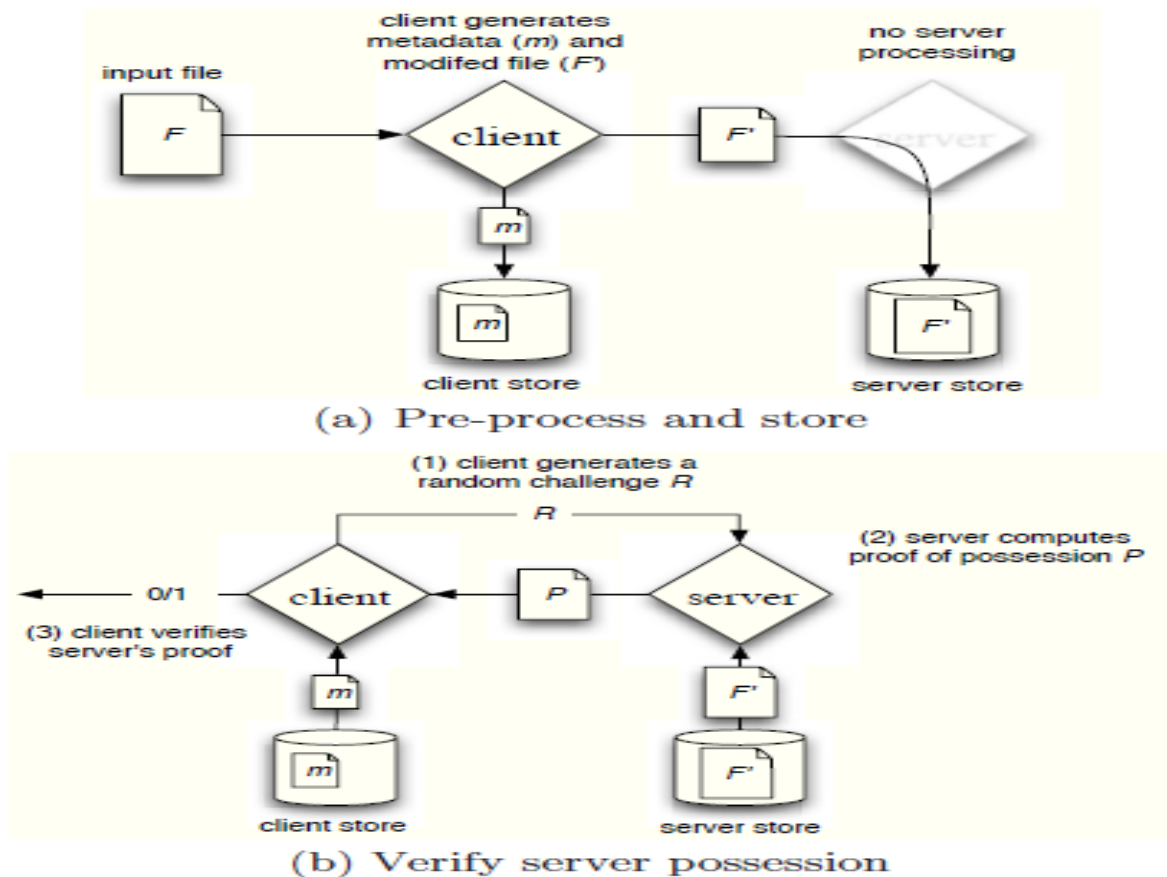 client generates
metadata (m) and
modifed file (F')
no server
processing
input file
F
client
F'
server
m
m
F'
client store
server store
(a) Pre-process and store
(1) client generates a
random challenge R
R
(2) server computes
proof of possession P
0/1
client
P
server
(3) client verifies
server's proof
m
F'
m
F'
client store
server store
(b) Verify server possession